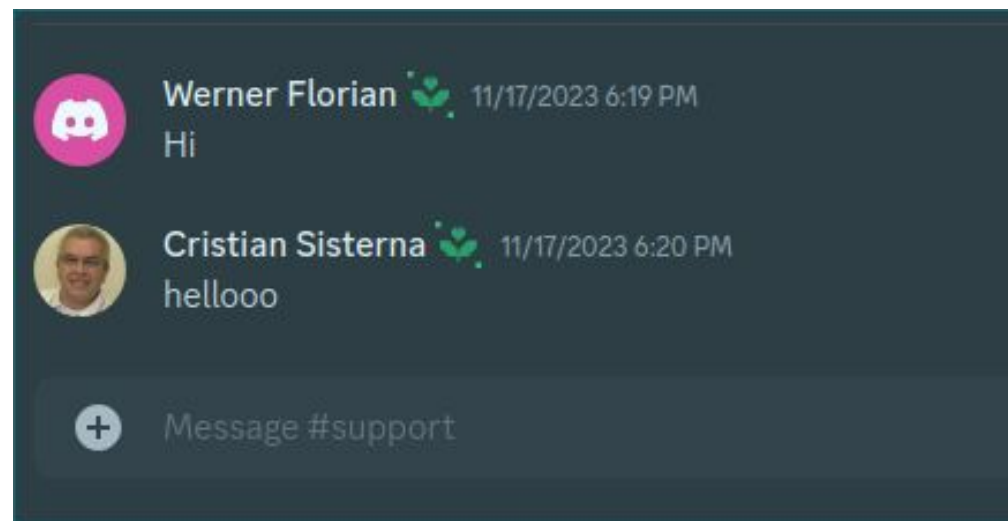 Werner Florian 11/17/2023 6:19 PM
Hi
Cristian Sisterna 11/17/2023 6:20 PM
hellooo
Message #support